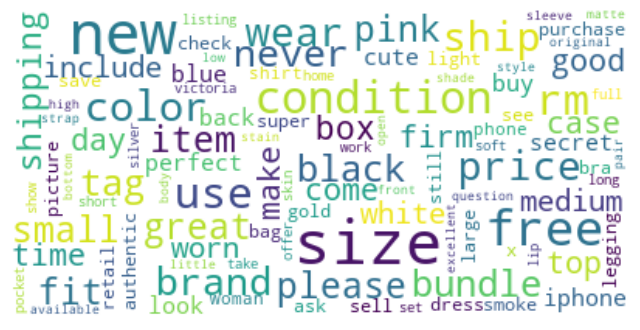 listing
sleeve
matte
new
wear
pink
ship
purchase
original
shipping
check
never
low
cute
light
style
good
include
blue
save
victoria
shirt
home
shade
buy
rm
full
high
strap
color
condition
back
super
box
firm
phone
see
case
day
item
silver
stain
work
open
soft
secret
picture
bottom
perfect
make
black
still
price
bra
pair
tag
body
use
skin
come
front
long
show
short
gold
white
question
medium
small
great
bag
offer
size
excellent
large
free
legging
time
authentic
worn
x
lip
top
retail
little
take
pocket
fit
brand
please
bundle
iphone
available
look
woman
ask
sell
set
dress
smoke